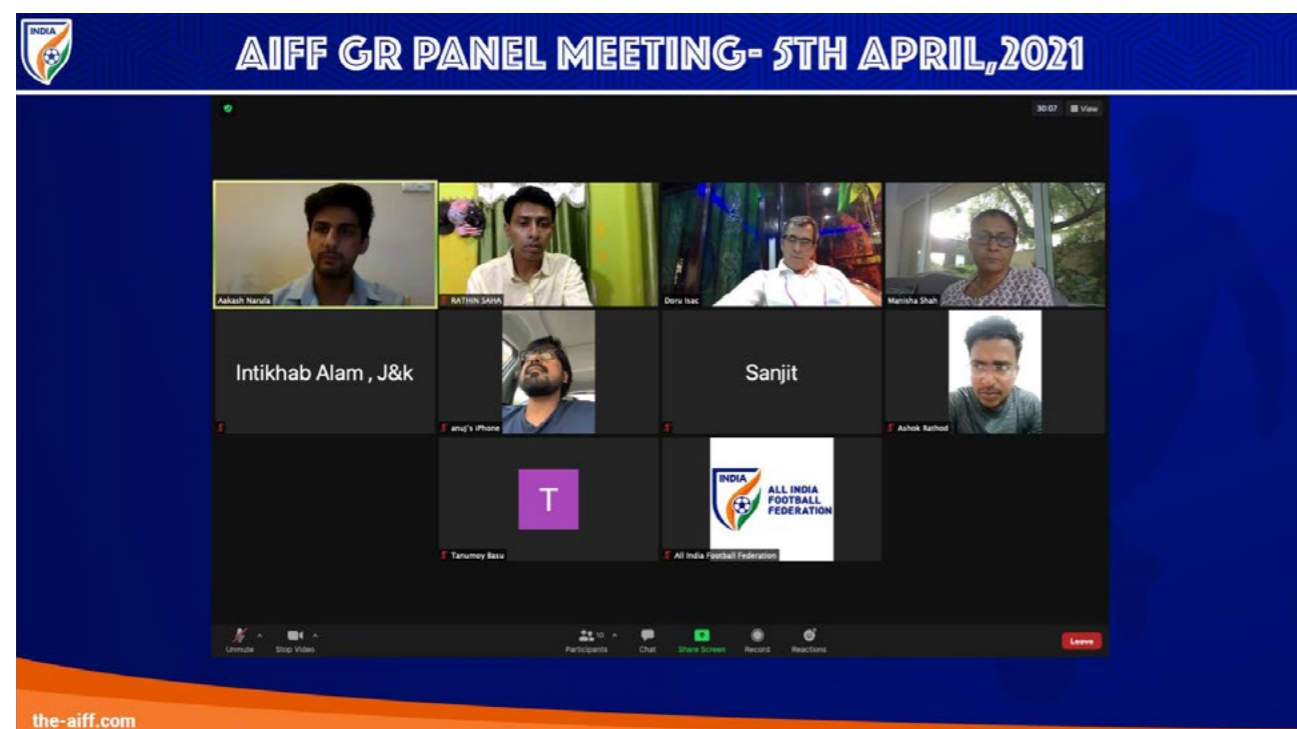 INDIA
AIFF GR PANEL MEETING- 5TH APRIL,2021
30:07 View
Aakash Narula
RATHIN SAHA
Doru Isac
Manisha Shah
Intikhab Alam , J&k
anuj's iPhone
Sanjit
Ashok Rathod
T
Tanumoy Basu
INDIA
ALL INDIA
FOOTBALL
FEDERATION
All India Football Federation
Unmute
Stop Video
10
Participants
Chat
Share Screen
Record
Reactions
Leave
the-aiff.com